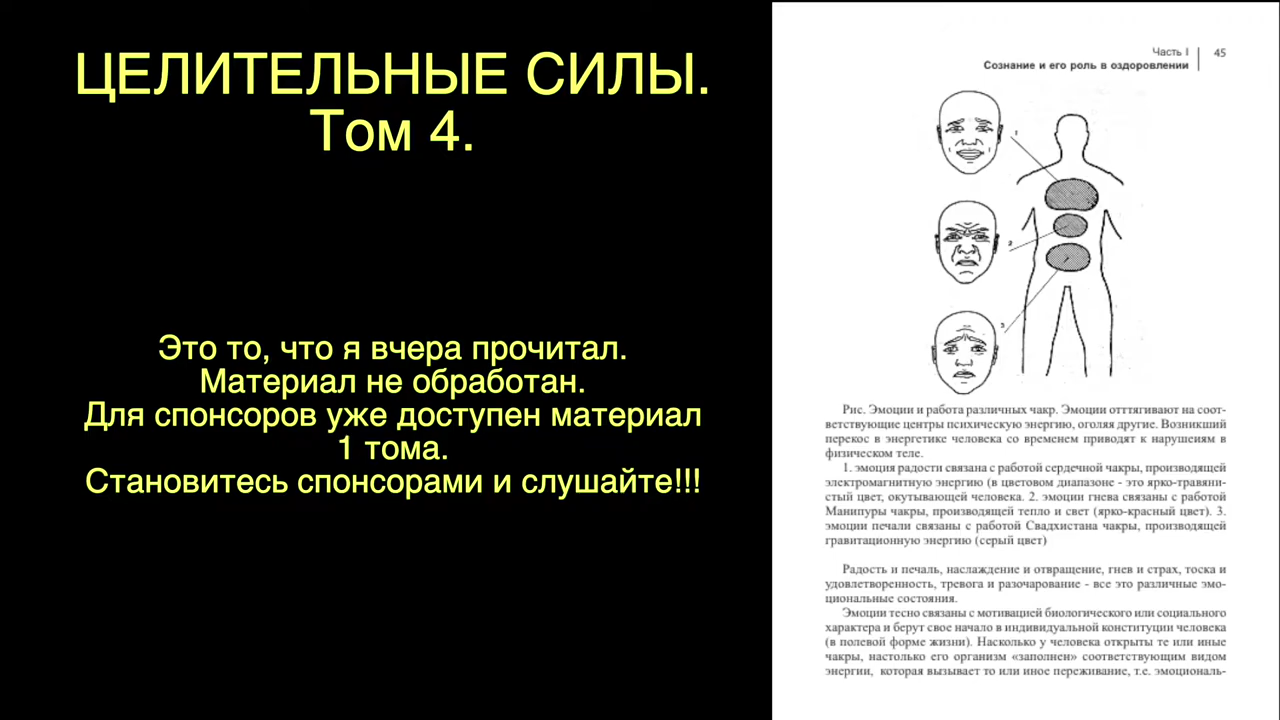 ЦЕЛИТЕЛЬНЫЕ СИЛЫ.
Том 4.
Это то, что я вчера прочитал.
Материал не обработан.
Для спонсоров уже доступен материал
1 тома.
Становитесь спонсорами и слушайте!!!
Часть I 45
Сознание и его роль в оздоровлении
1
2
3
Рис. Эмоции и работа различных чакр. Эмоции отттягивают на соот-
ветствующие центры психическую энергию, оголяя другие. Возникший
перекос в энергетике человека со временем приводят к нарушеиям в
физическом теле.
1. эмоция радости связана с работой сердечной чакры, производящей
электромагнитную энергию (в цветовом диапазоне - это ярко-травяни-
стый цвет, окутывающей человека. 2. эмоции гнева связаны с работой
Манипуры чакры, производящей тепло и свет (ярко-красный цвет). 3.
эмоции печали связаны с работой Свадхистана чакры, производящей
гравитационную энергию (серый цвет)
Радость и печаль, наслаждение и отвращение, гнев и страх, тоска и
удовлетворенность, тревога и разочарование - все это различные эмо-
циональные состояния.
Эмоции тесно связаны с мотивацией биологического или социального
характера и берут свое начало в индивидуальной конституции человека
(в полевой форме жизни). Насколько у человека открыты те или иные
чакры, настолько его организм «заполнен» соответствующим видом
энергии, которая вызывает то или иное переживание, т.е. эмоциональ-